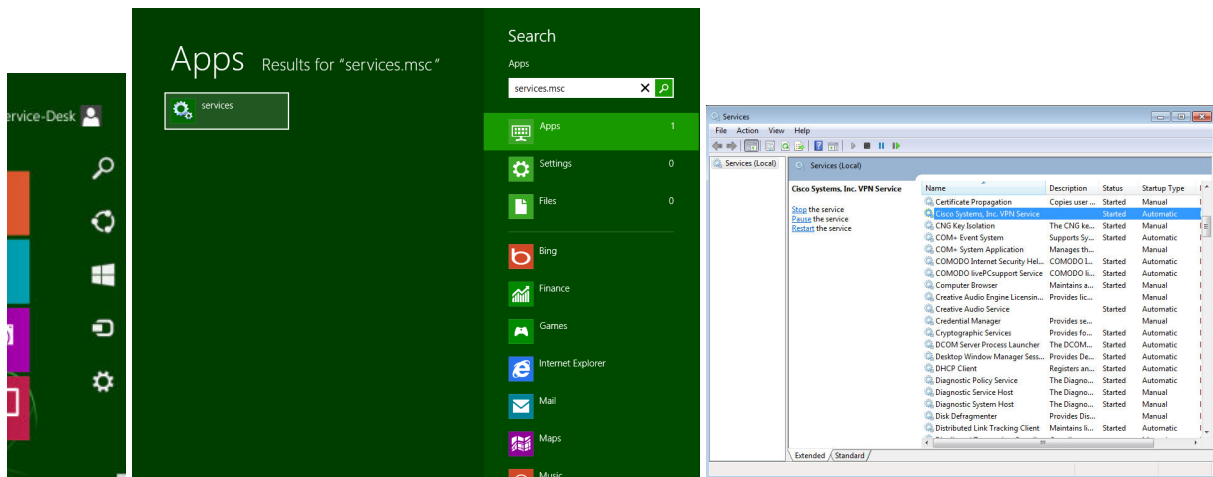 ervice-Desk
Apps Results for "services.msc"
services
Search
Apps
services.msc
Apps 1
Settings 0
Files 0
Bing
Finance
Games
Internet Explorer
Mail
Maps
Music
Services
File Action View Help
Services (Local)
Services (Local)
Cisco Systems, Inc. VPN Service
Stop the service
Pause the service
Restart the service
Name Description Status Startup Type
Certificate Propagation Copies user ... Started Manual
Cisco Systems, Inc. VPN Service Started Automatic
CNG Key Isolation The CNG ke... Started Manual
COM+ Event System Supports Sy... Started Automatic
COM+ System Application Manages th... Manual
COMODO Internet Security Hel... COMODO I... Started Automatic
COMODO livePCsupport Service COMODO li... Started Automatic
Computer Browser Maintains a... Started Manual
Creative Audio Engine Licensin... Provides lic... Manual
Creative Audio Service Started Automatic
Credential Manager Provides se... Manual
Cryptographic Services Provides fo... Started Automatic
DCOM Server Process Launcher The DCOM... Started Automatic
Desktop Window Manager Sess... Provides De... Started Automatic
DHCP Client Registers an... Started Automatic
Diagnostic Policy Service The Diagno... Started Automatic
Diagnostic Service Host The Diagno... Started Manual
Diagnostic System Host The Diagno... Started Manual
Disk Defragmenter Provides Dis... Manual
Distributed Link Tracking Client Maintains li... Started Automatic
Extended Standard